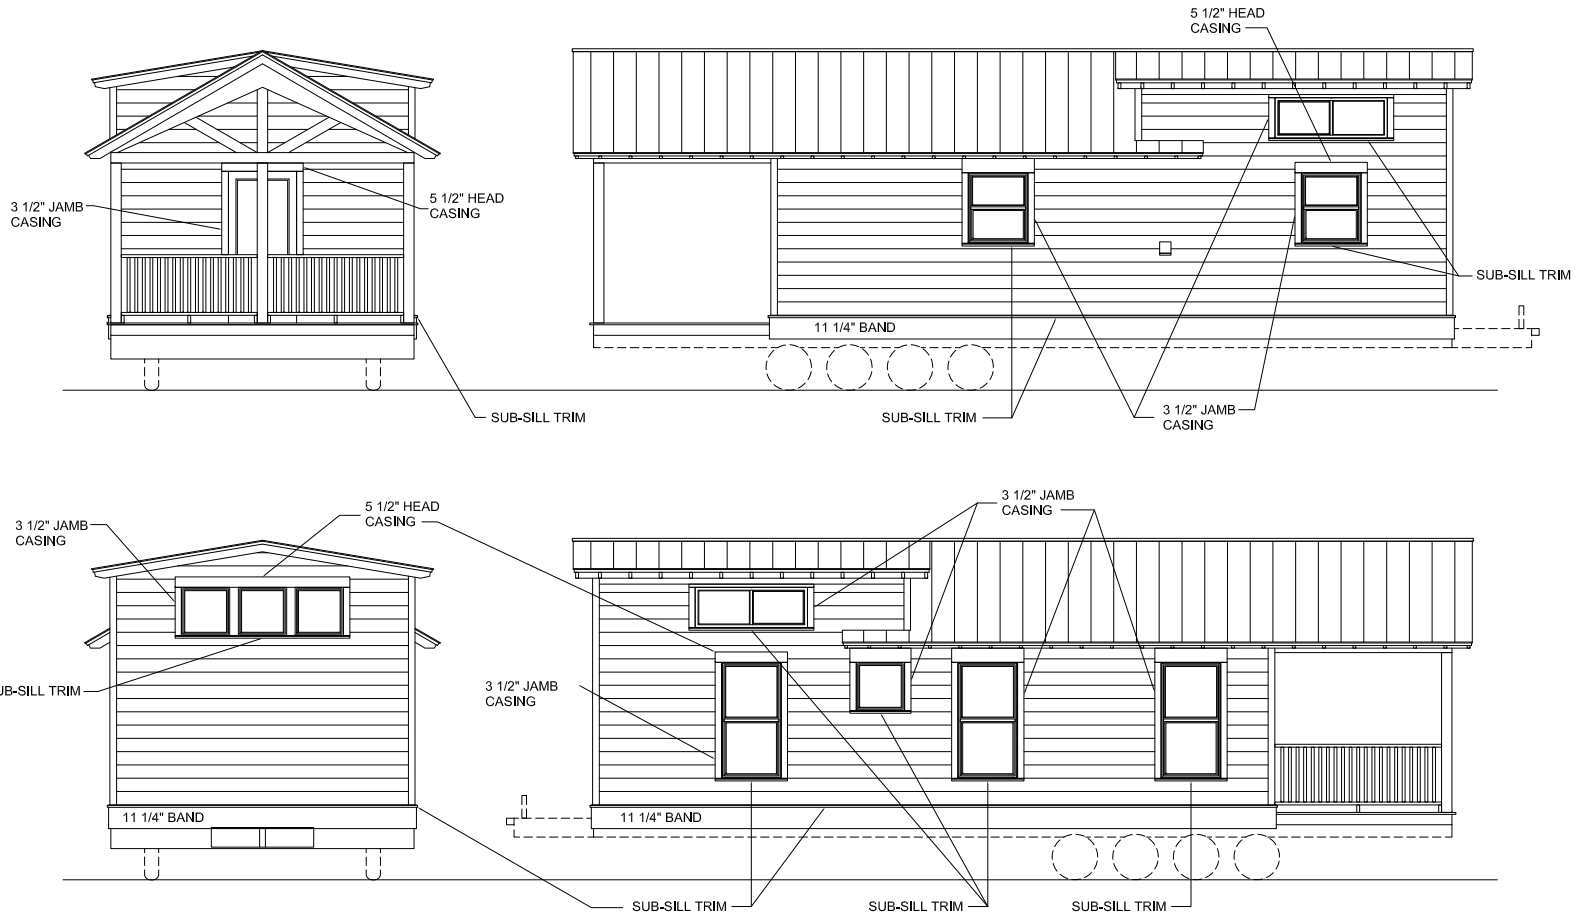 5 1/2" HEAD
CASING
3 1/2" JAMB
CASING
5 1/2" HEAD
CASING
SUB-SILL TRIM
11 1/4" BAND
SUB-SILL TRIM
SUB-SILL TRIM
3 1/2" JAMB
CASING
3 1/2" JAMB
CASING
5 1/2" HEAD
CASING
3 1/2" JAMB
CASING
UB-SILL TRIM
3 1/2" JAMB
CASING
11 1/4" BAND
11 1/4" BAND
SUB-SILL TRIM
SUB-SILL TRIM
SUB-SILL TRIM